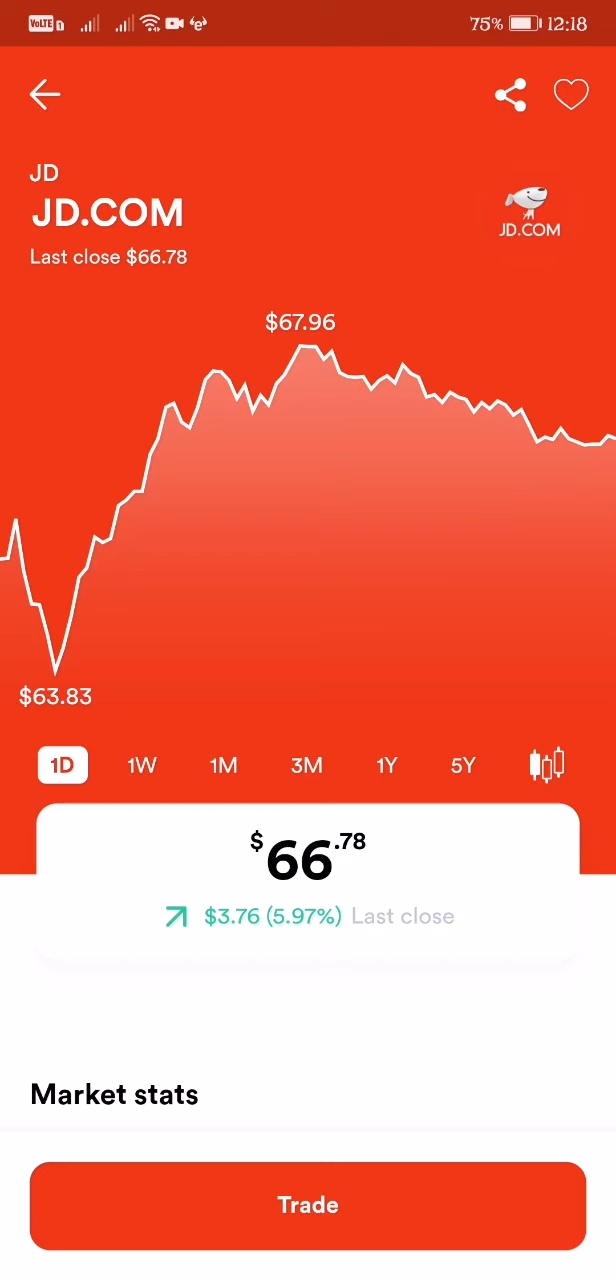 VoLTE 1 75% 12:18
JD
JD.COM
Last close $66.78
JD.COM
$67.96
$63.83
1D 1W 1M 3M 1Y 5Y
$66.78
$3.76 (5.97%) Last close
Market stats
Trade